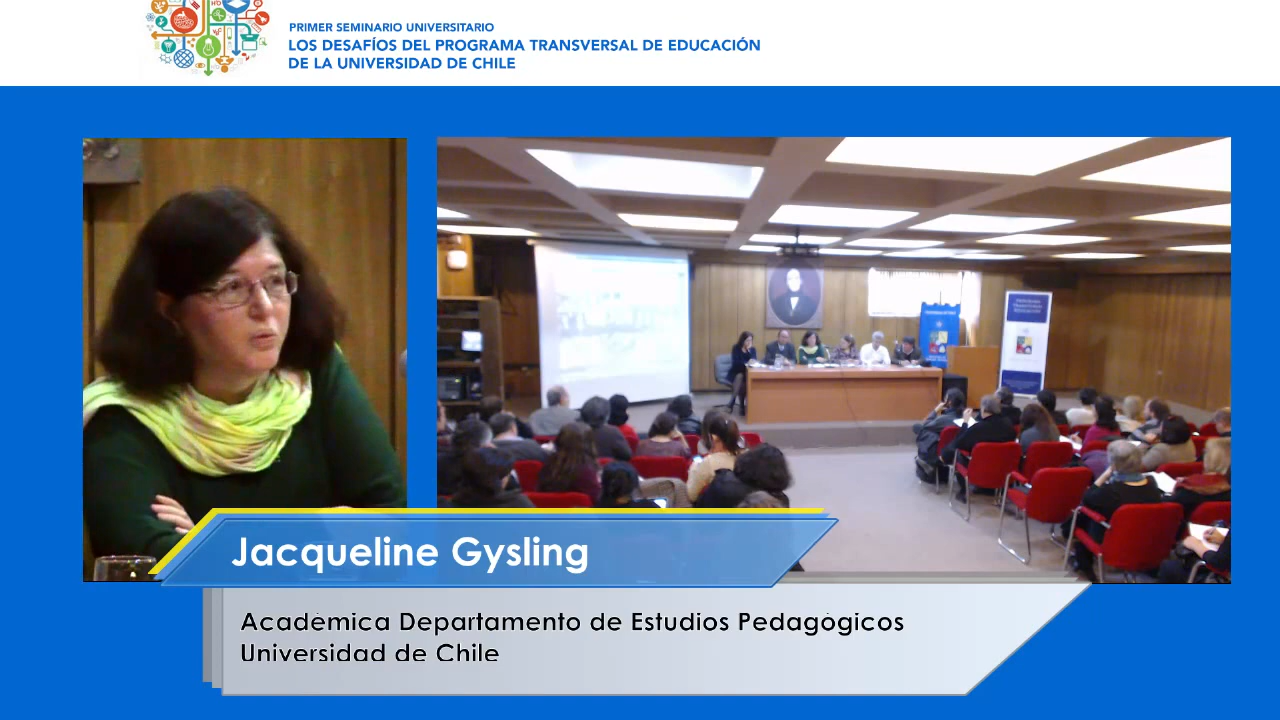 PRIMER SEMINARIO UNIVERSITARIO
LOS DESAFÍOS DEL PROGRAMA TRANSVERSAL DE EDUCACIÓN
DE LA UNIVERSIDAD DE CHILE
Jacqueline Gysling
Académica Departamento de Estudios Pedagógicos
Universidad de Chile